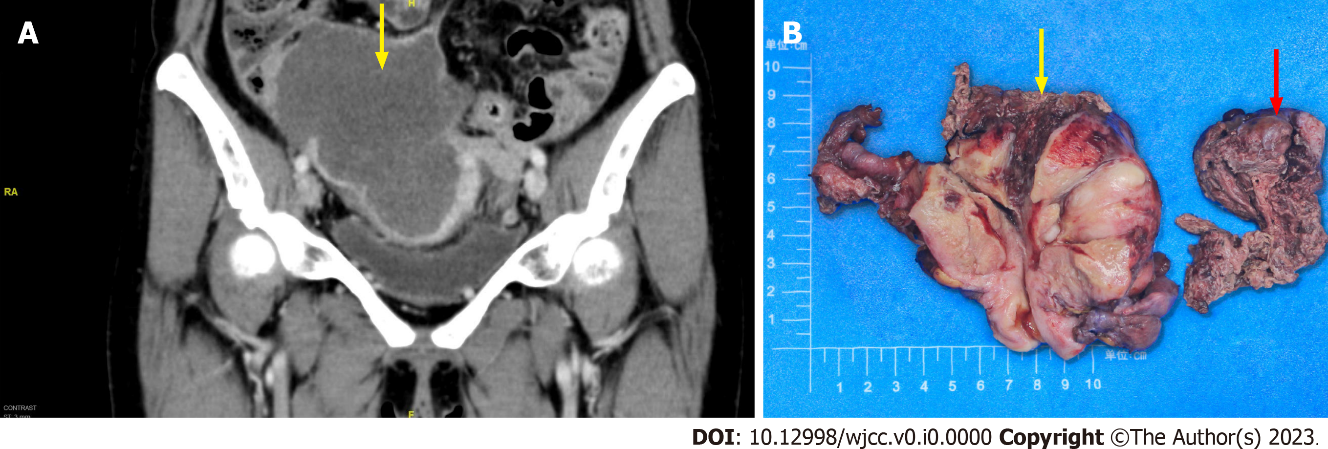 A
H
RA
CONTRAST
F
B
单位:cm
10
9
8
7
6
5
4
3
2
1
单位:cm
1 2 3 4 5 6 7 8 9 10
DOI: 10.12998/wjcc.v0.i0.0000 Copyright ©The Author(s) 2023.